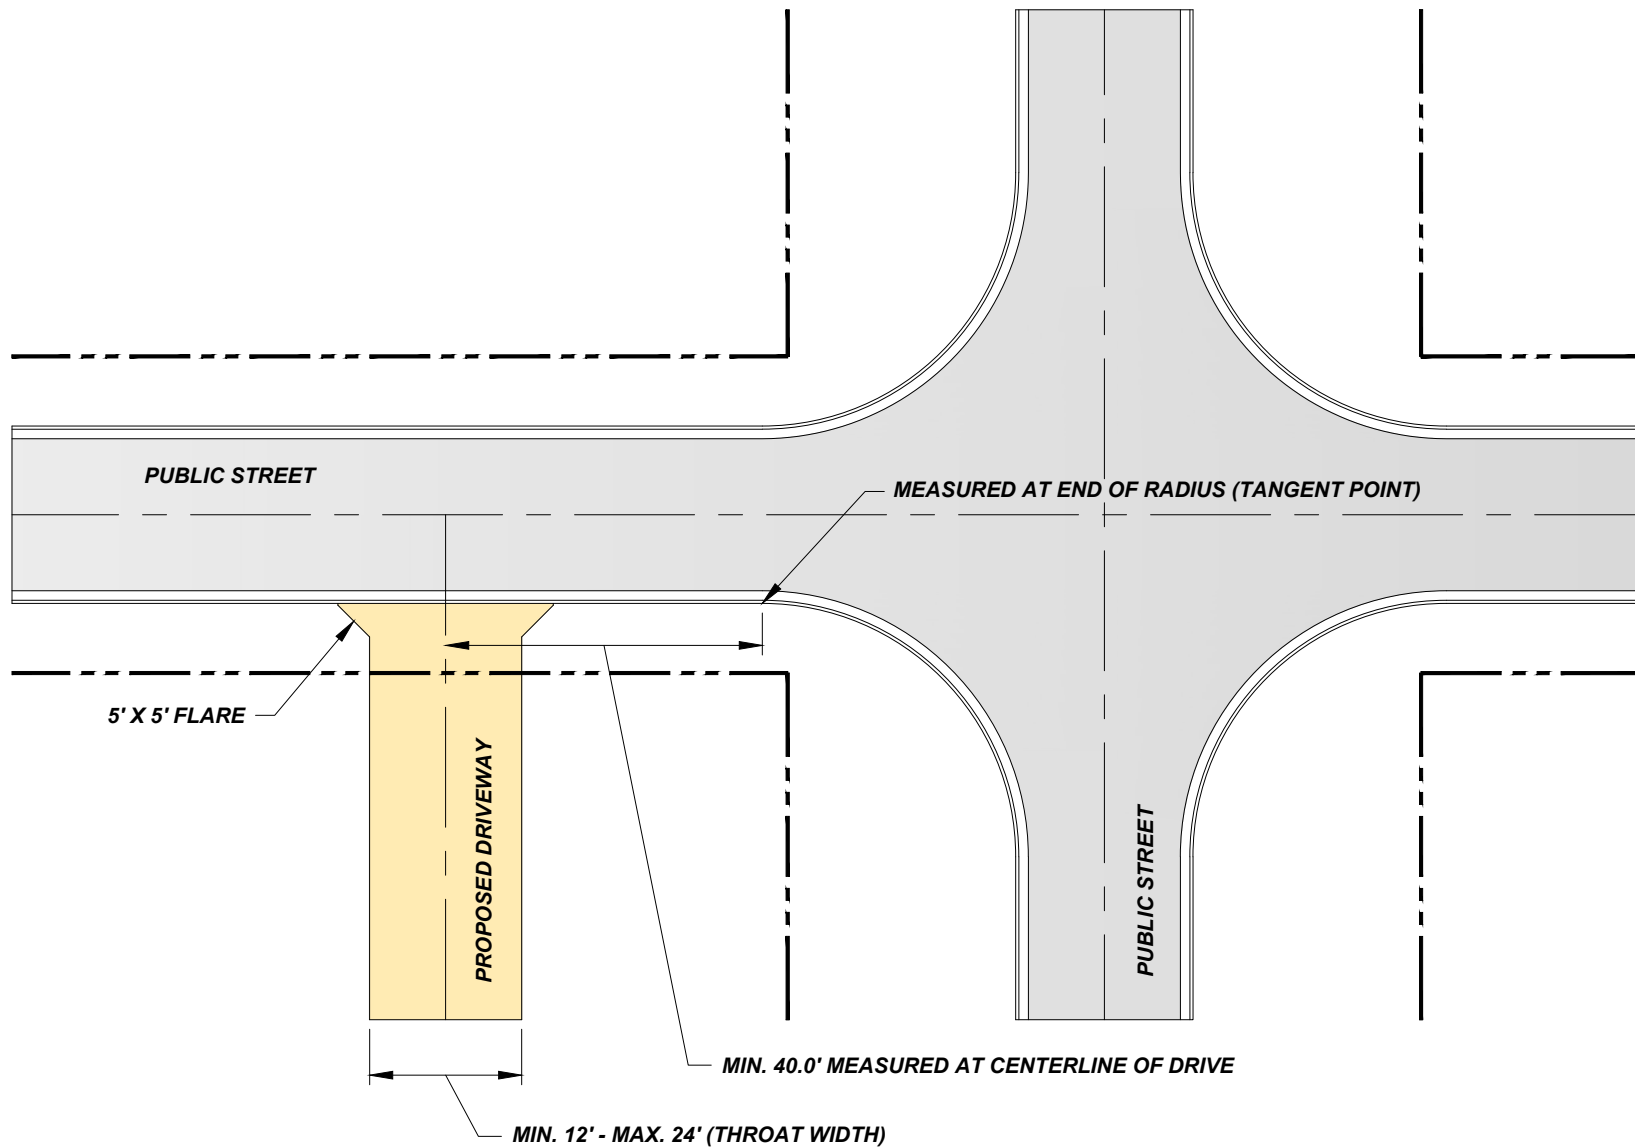 PUBLIC STREET
MEASURED AT END OF RADIUS (TANGENT POINT)
5' X 5' FLARE
PROPOSED DRIVEWAY
PUBLIC STREET
MIN. 40.0' MEASURED AT CENTERLINE OF DRIVE
MIN. 12' - MAX. 24' (THROAT WIDTH)